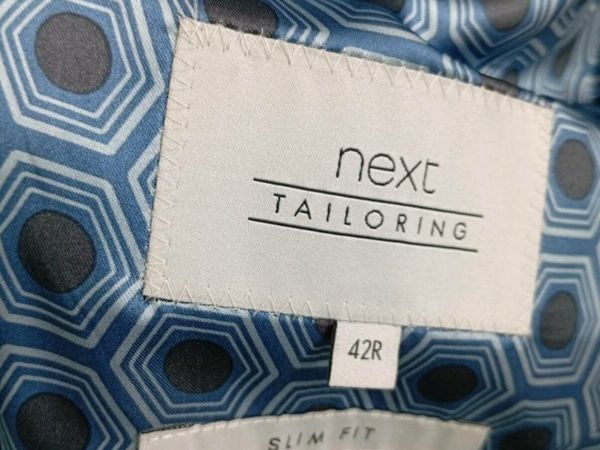 next
TAILORING
42R
SLIM FIT